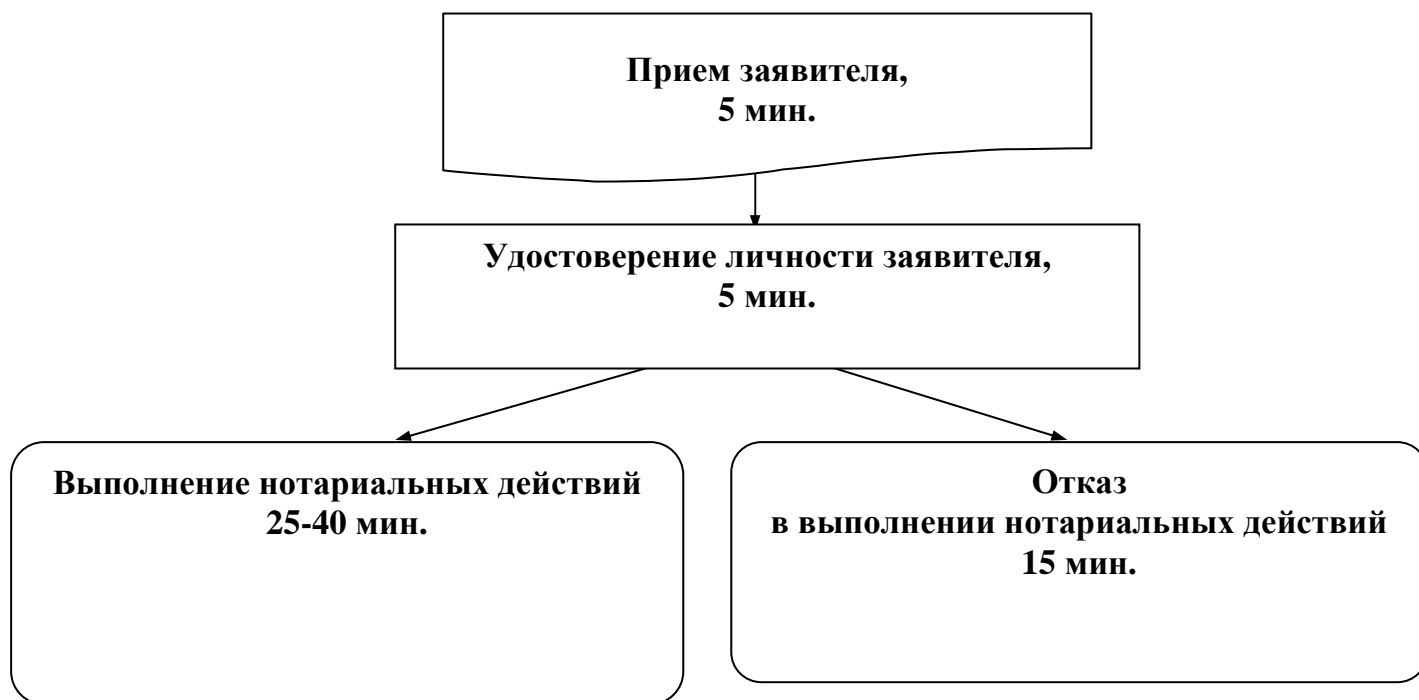 Прием заявителя,
5 мин.
Удостоверение личности заявителя,
5 мин.
Выполнение нотариальных действий
25-40 мин.
Отказ
в выполнении нотариальных действий
15 мин.